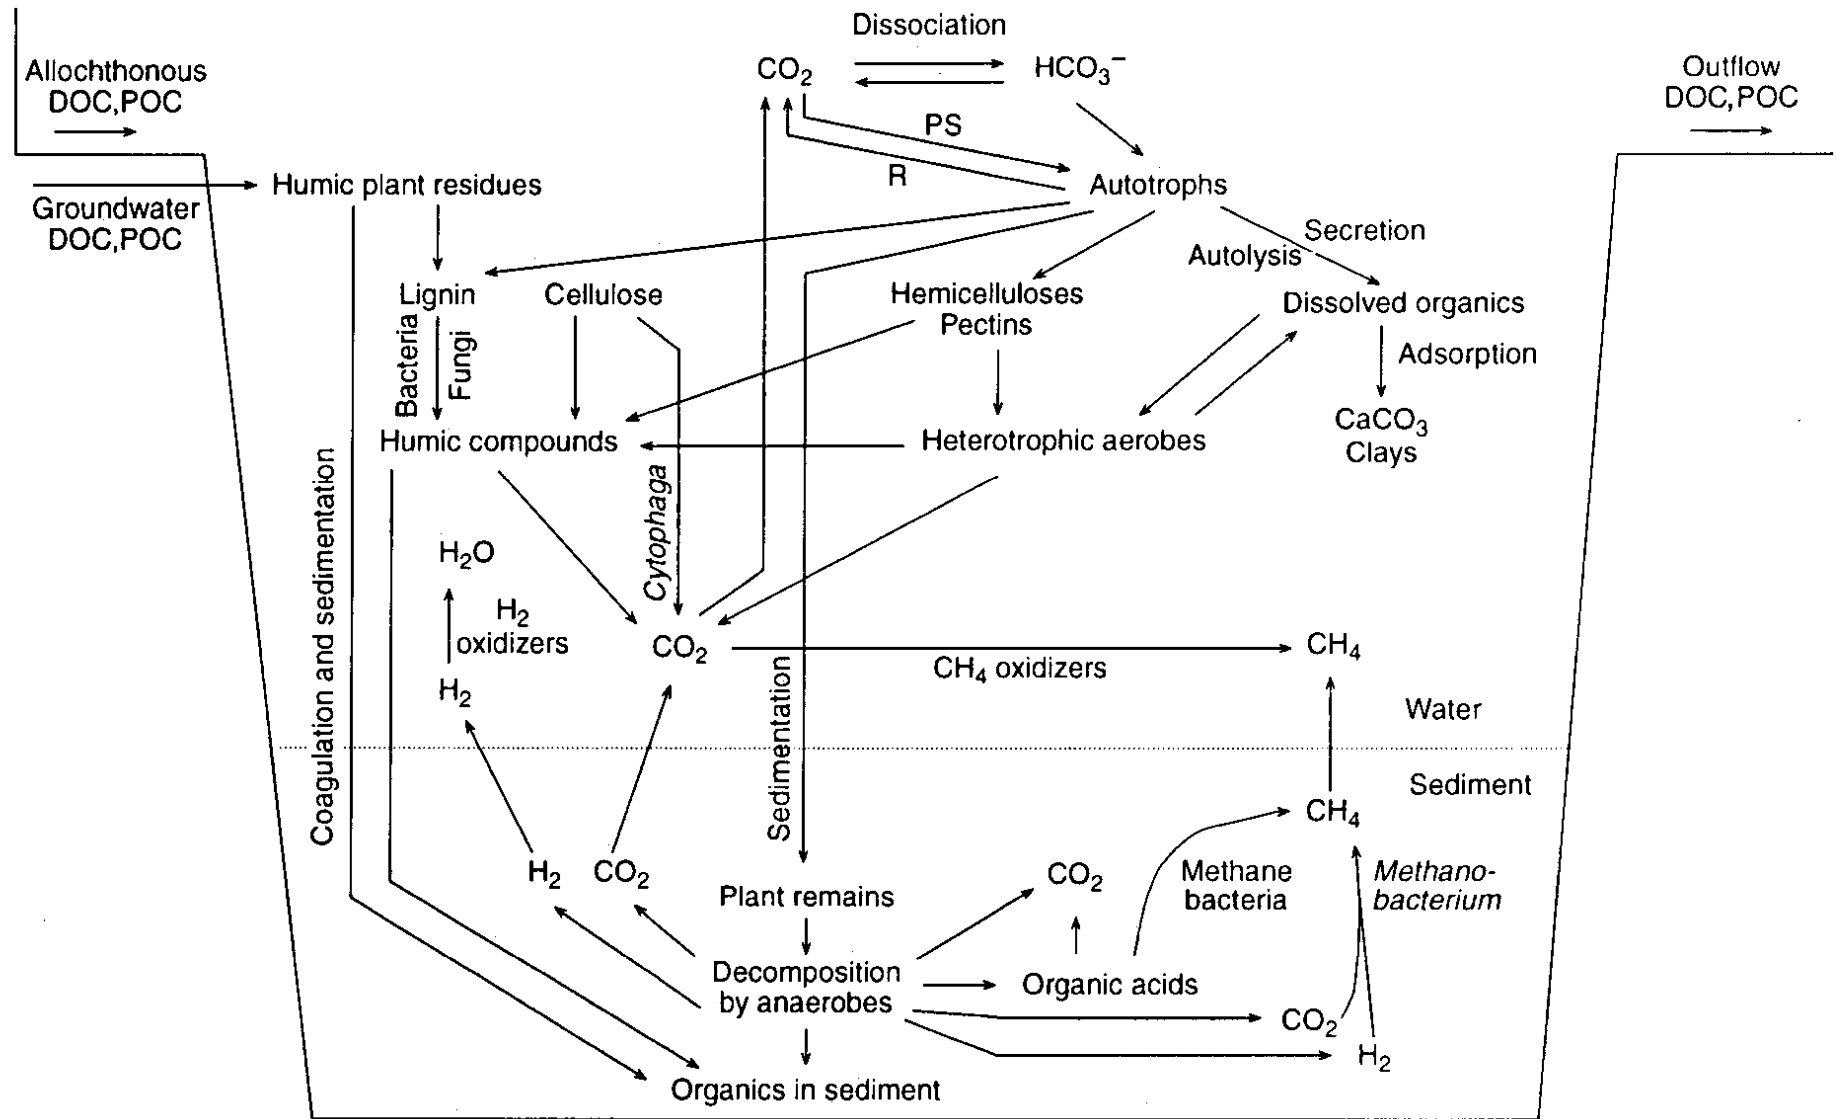 Dissociation
CO₂
HCO₃⁻
Allochthonous
DOC,POC
Outflow
DOC,POC
PS
R
Humic plant residues
Autotrophs
Groundwater
DOC,POC
Secretion
Autolysis
Lignin
Cellulose
Hemicelluloses
Pectins
Dissolved organics
Bacteria
Fungi
Adsorption
CaCO₃
Clays
Humic compounds
Heterotrophic aerobes
Coagulation and sedimentation
Cytophaga
H₂O
H₂
oxidizers
H₂
CO₂
CH₄ oxidizers
CH₄
Sedimentation
Water
Sediment
CH₄
H₂
CO₂
Plant remains
CO₂
Methane
bacteria
Methano-
bacterium
Decomposition
by anaerobes
Organic acids
CO₂
H₂
Organics in sediment